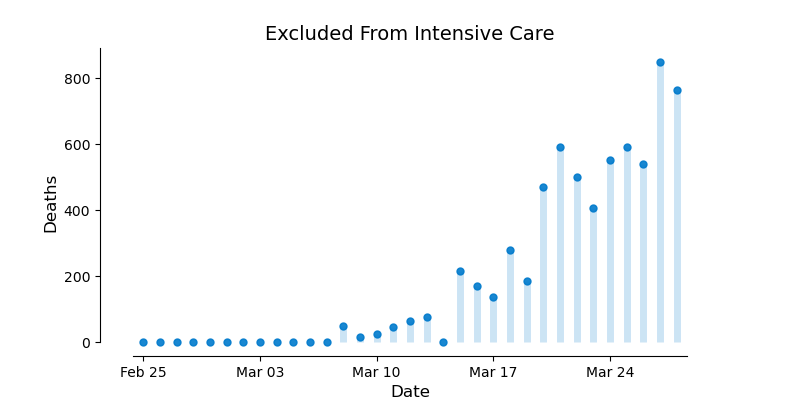 Excluded From Intensive Care
800
600
400
200
0
Deaths
Feb 25 Mar 03 Mar 10 Mar 17 Mar 24
Date